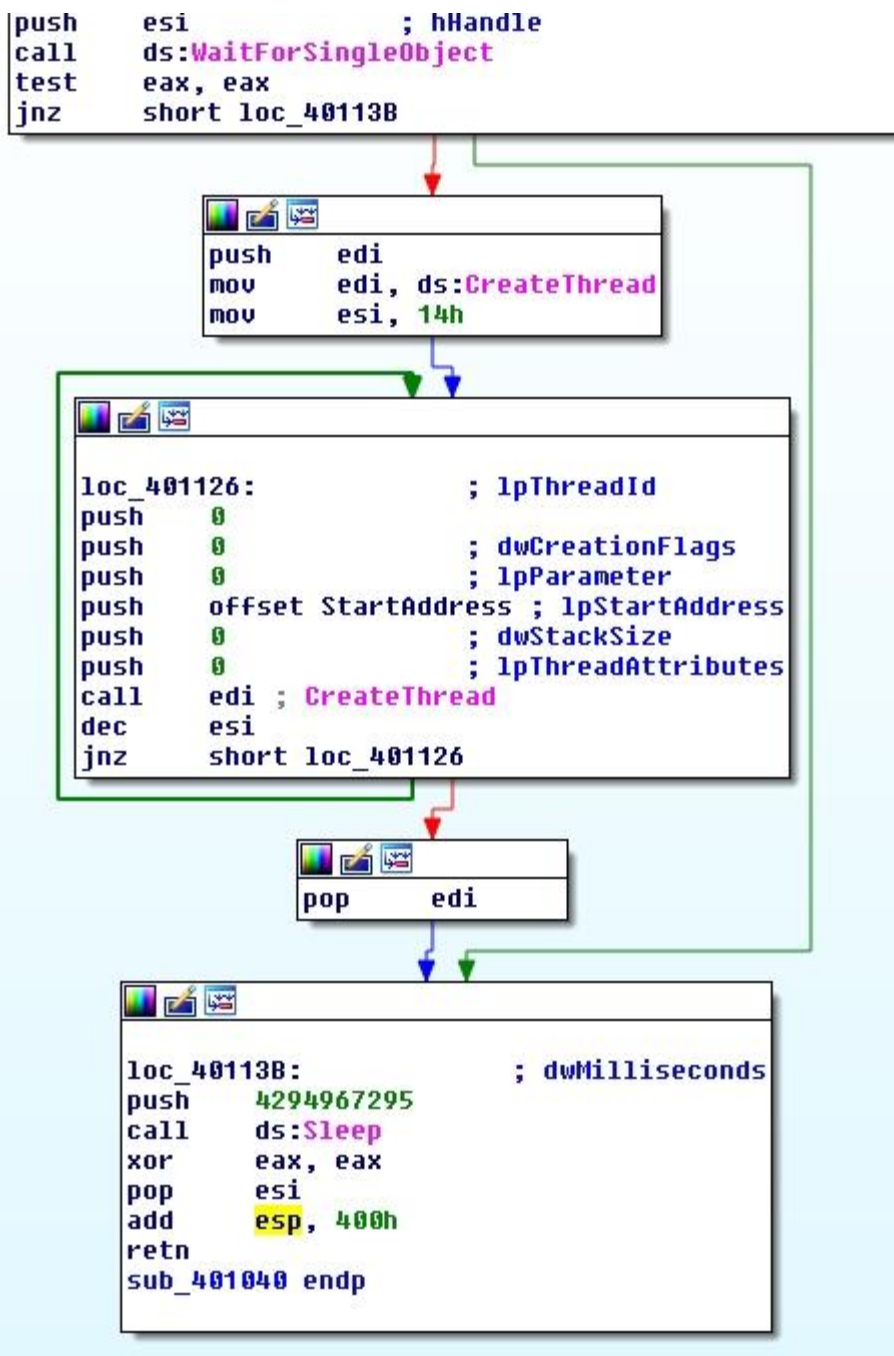 push esi ; hHandle
call ds:WaitForSingleObject
test eax, eax
jnz short loc_40113B
push edi
mov edi, ds:CreateThread
mov esi, 14h
loc_401126: ; lpThreadId
push 0
push 0 ; dwCreationFlags
push 0 ; lpParameter
push offset StartAddress ; lpStartAddress
push 0 ; dwStackSize
push 0 ; lpThreadAttributes
call edi ; CreateThread
dec esi
jnz short loc_401126
pop edi
loc_40113B: ; dwMilliseconds
push 4294967295
call ds:Sleep
xor eax, eax
pop esi
add esp, 400h
retn
sub_401040 endp